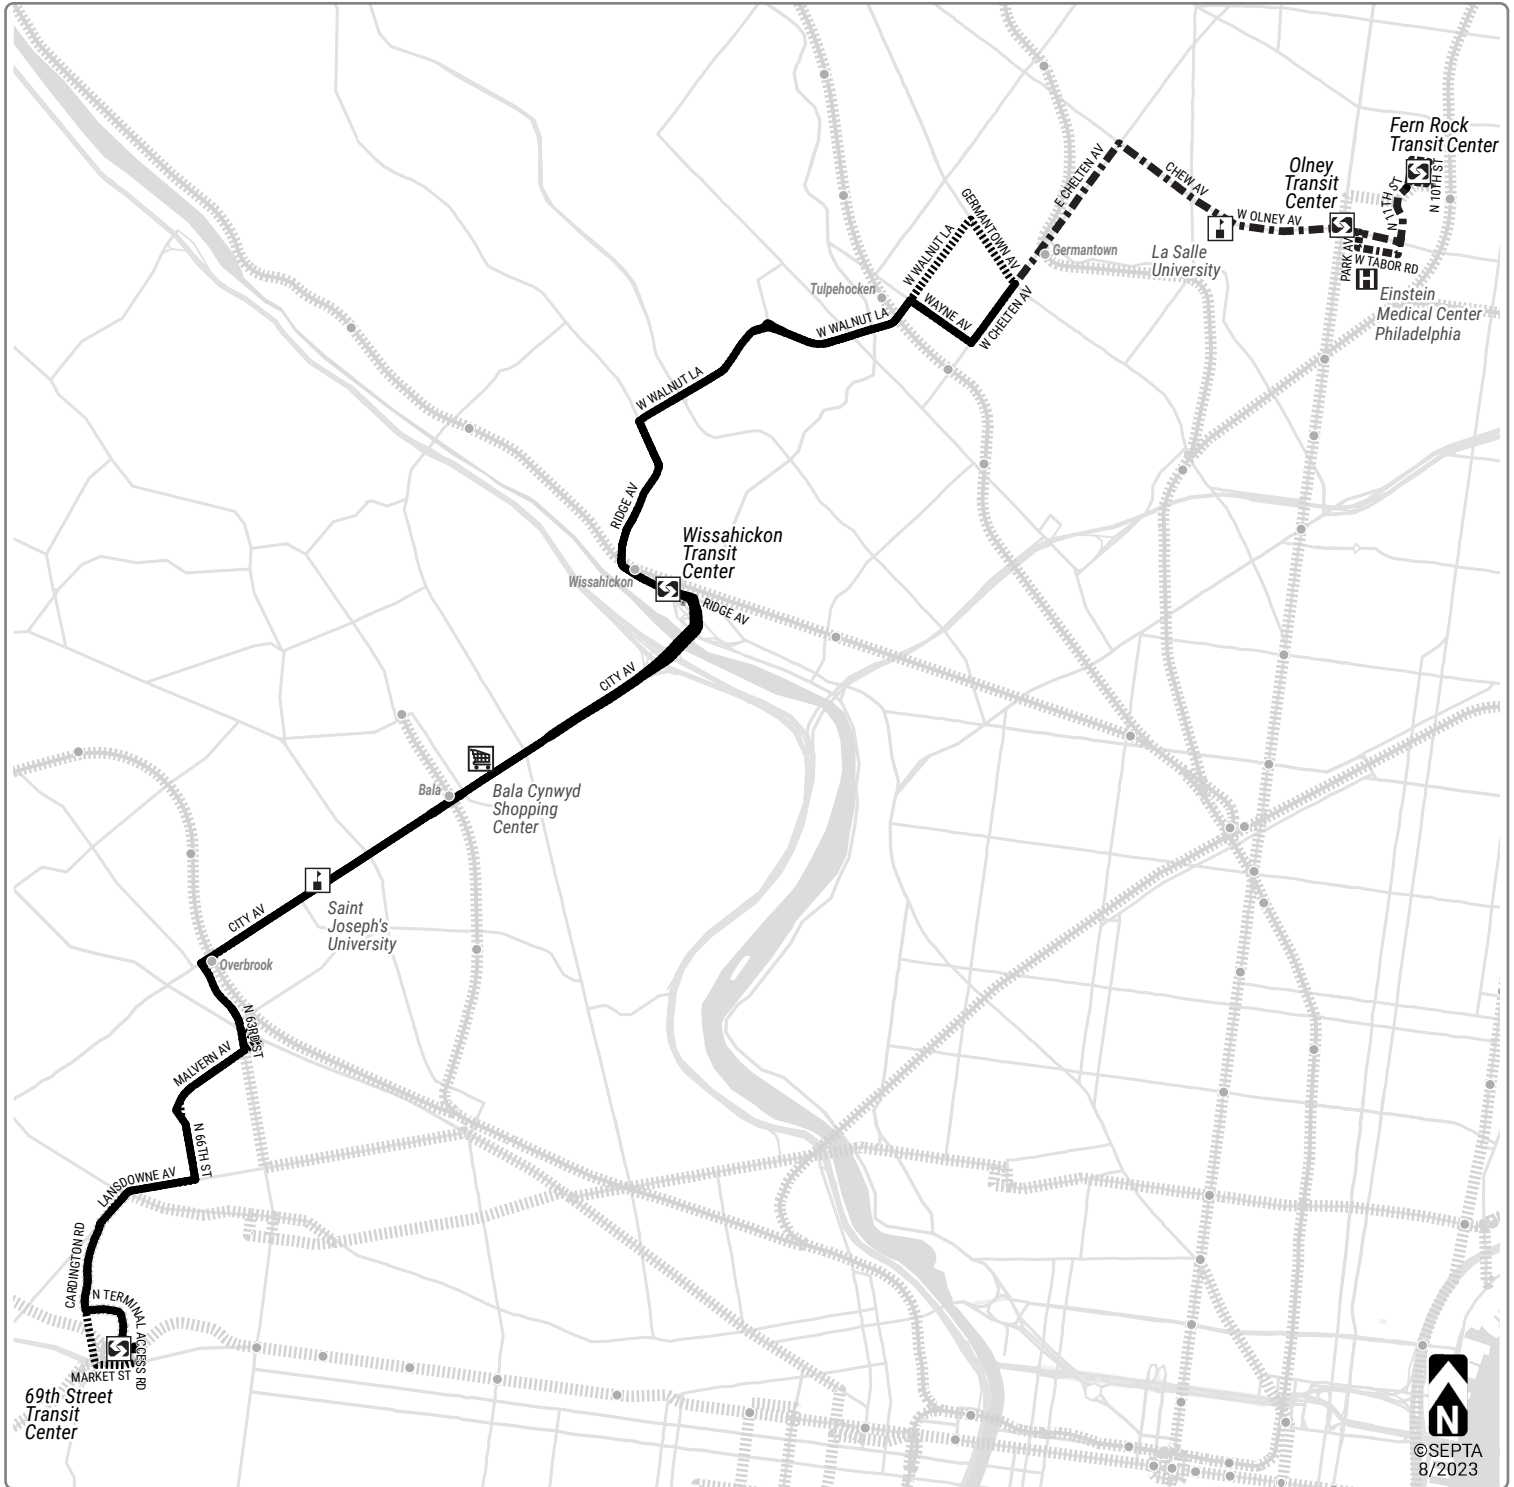 Fern Rock
Transit Center
Olney
Transit
Center
E CHELTEN AV
CHEW AV
N 11TH ST
N 10TH ST
GERMANTOWN AV
W OLNEY AV
W WALNUT LA
La Salle
University
Germantown
PARK AV
W TABOR RD
H
Einstein
Medical Center
Philadelphia
Tulpehocken
WAYNE AV
W CHELTEN AV
W WALNUT LA
W WALNUT LA
RIDGE AV
Wissahickon
Transit
Center
Wissahickon
RIDGE AV
CITY AV
Bala
Bala Cynwyd
Shopping
Center
Saint
Joseph's
University
CITY AV
Overbrook
N 63RD ST
MALVERN AV
N 66TH ST
LANSDOWNE AV
CARDINGTON RD
N TERMINAL ACCESS RD
MARKET ST
69th Street
Transit
Center
N
©SEPTA
8/2023